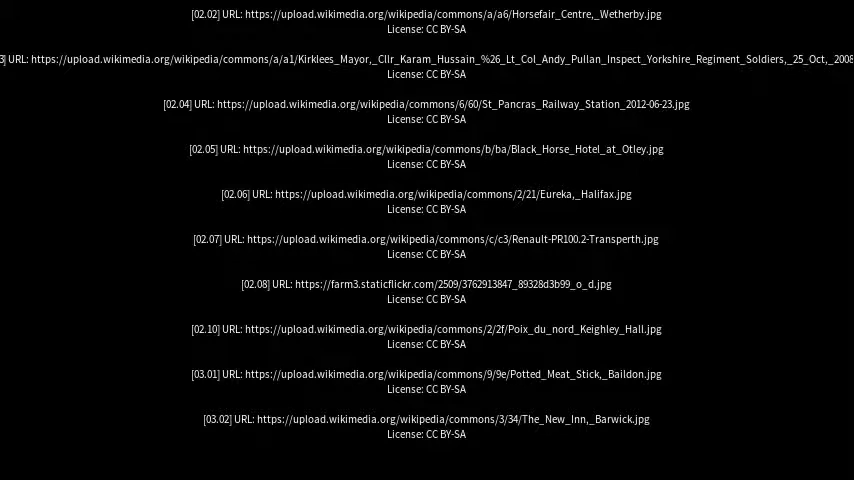 [02.02] URL: https://upload.wikimedia.org/wikipedia/commons/a/a6/Horsefair_Centre,_Wetherby.jpg
License: CC BY-SA
3] URL: https://upload.wikimedia.org/wikipedia/commons/a/a1/Kirklees_Mayor,_Cllr_Karam_Hussain_%26_Lt_Col_Andy_Pullan_Inspect_Yorkshire_Regiment_Soldiers,_25_Oct,_2008
License: CC BY-SA
[02.04] URL: https://upload.wikimedia.org/wikipedia/commons/6/60/St_Pancras_Railway_Station_2012-06-23.jpg
License: CC BY-SA
[02.05] URL: https://upload.wikimedia.org/wikipedia/commons/b/ba/Black_Horse_Hotel_at_Otley.jpg
License: CC BY-SA
[02.06] URL: https://upload.wikimedia.org/wikipedia/commons/2/21/Eureka,_Halifax.jpg
License: CC BY-SA
[02.07] URL: https://upload.wikimedia.org/wikipedia/commons/c/c3/Renault-PR100.2-Transperth.jpg
License: CC BY-SA
[02.08] URL: https://farm3.staticflickr.com/2509/3762913847_89328d3b99_o_d.jpg
License: CC BY-SA
[02.10] URL: https://upload.wikimedia.org/wikipedia/commons/2/2f/Poix_du_nord_Keighley_Hall.jpg
License: CC BY-SA
[03.01] URL: https://upload.wikimedia.org/wikipedia/commons/9/9e/Potted_Meat_Stick,_Baildon.jpg
License: CC BY-SA
[03.02] URL: https://upload.wikimedia.org/wikipedia/commons/3/34/The_New_Inn,_Barwick.jpg
License: CC BY-SA